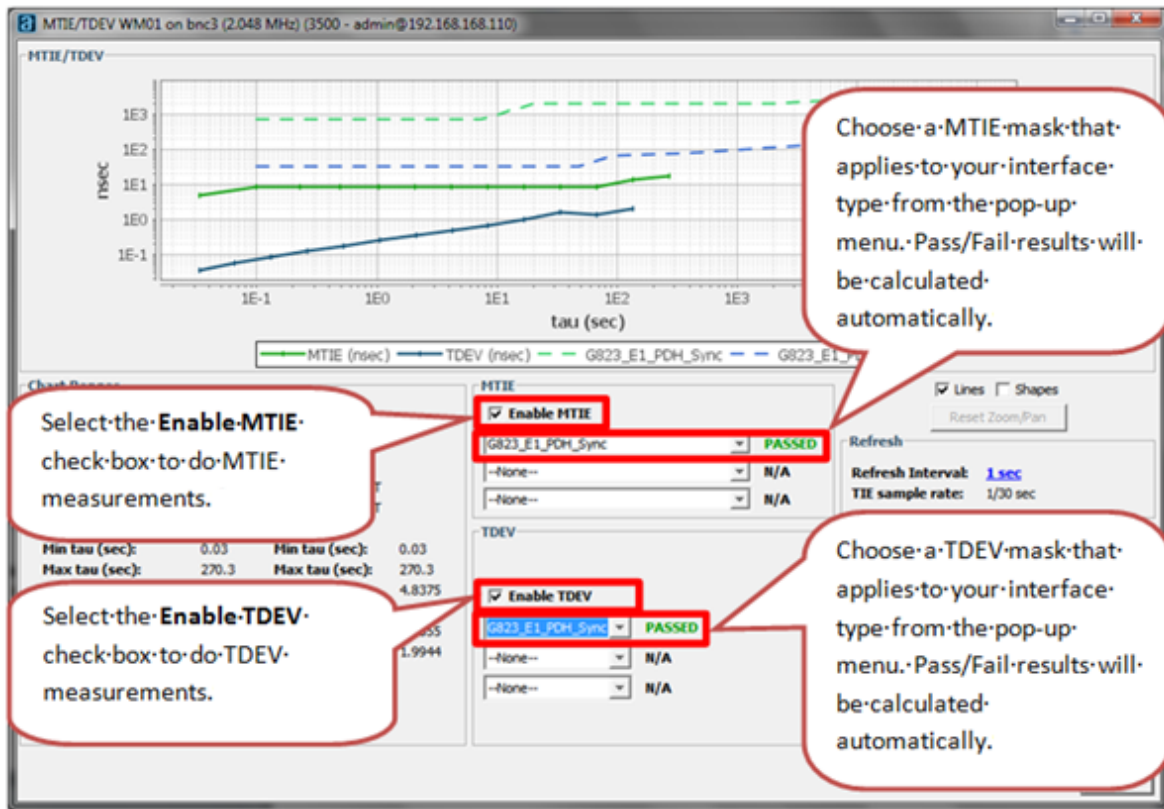 MTIE/TDEV WM01 on bnc3 (2.048 MHz) (3500 - admin@192.168.168.110)
MTIE/TDEV
1E3
1E2
1E1
1E0
1E-1
nsec
1E-1 1E0 1E1 1E2 1E3
tau (sec)
MTIE (nsec) TDEV (nsec) G823_E1_PDH_Sync
Choose·a·MTIE·mask·that·
applies·to·your·interface·
type·from·the·pop-up·
menu.·Pass/Fail·results·will·
be·calculated·
automatically.
Select·the·Enable·MTIE·
check·box·to·do·MTIE·
measurements.
MTIE
Enable MTIE
G823_E1_PDH_Sync PASSED
--None-- N/A
--None-- N/A
Lines Shapes
Reset Zoom/Pan
Refresh
Refresh Interval: 1 sec
TIE sample rate: 1/30 sec
Min tau (sec): 0.03 Min tau (sec): 0.03
Max tau (sec): 270.3 Max tau (sec): 270.3
4.8375
1.9944
Select·the·Enable·TDEV·
check·box·to·do·TDEV·
measurements.
TDEV
Enable TDEV
G823_E1_PDH_Sync PASSED
--None-- N/A
--None-- N/A
Choose·a·TDEV·mask·that·
applies·to·your·interface·
type·from·the·pop-up·
menu.·Pass/Fail·results·will·
be·calculated·
automatically.